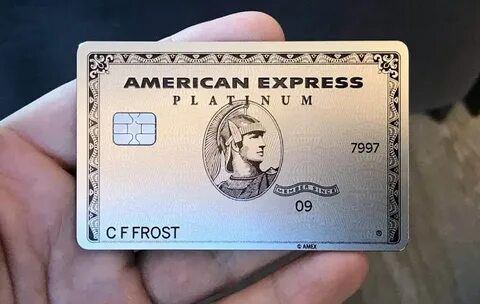 AMERICAN EXPRESS
PLATINUM
7997
MEMBER SINCE
09
C F FROST
®
© AMEX